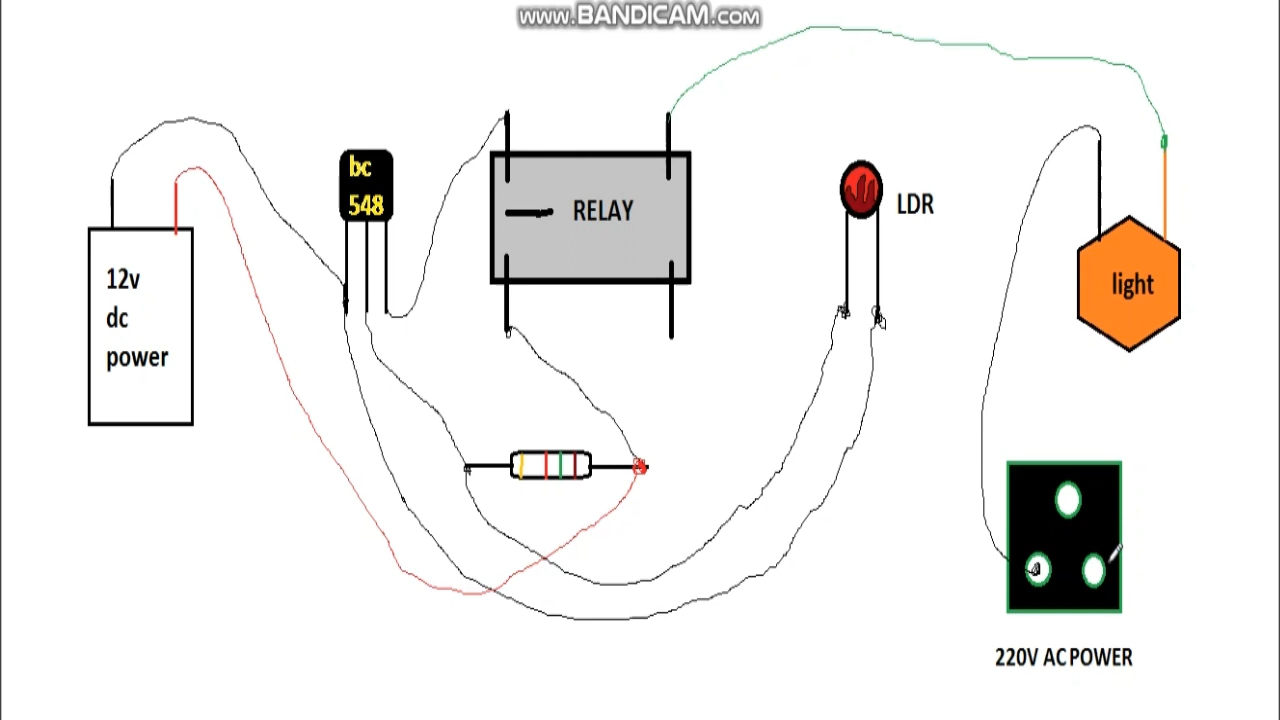 www.BANDICAM.com
bc
548
RELAY
LDR
12v
dc
power
light
220V AC POWER